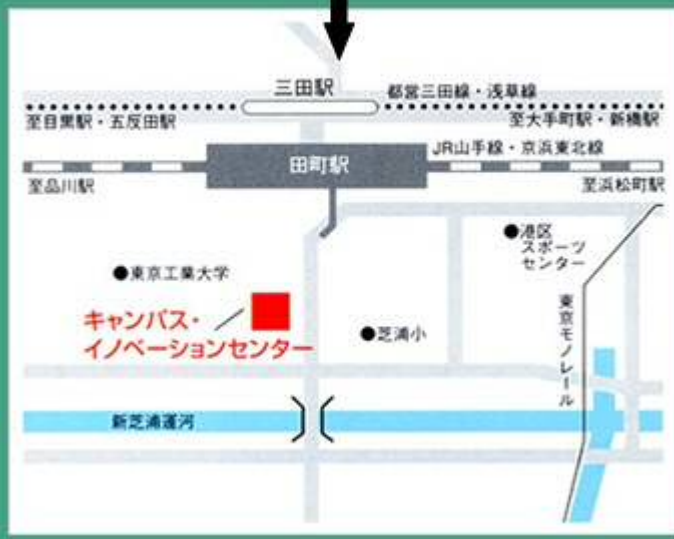 三田駅
都営三田線・浅草線
至目黒駅・五反田駅
至大手町駅・新橋駅
田町駅
JR山手線・京浜東北線
至品川駅
至浜松町駅
●港区
スポーツ
センター
●東京工業大学
東京モノレール
キャンパス・
イノベーションセンター
●芝浦小
新芝浦運河